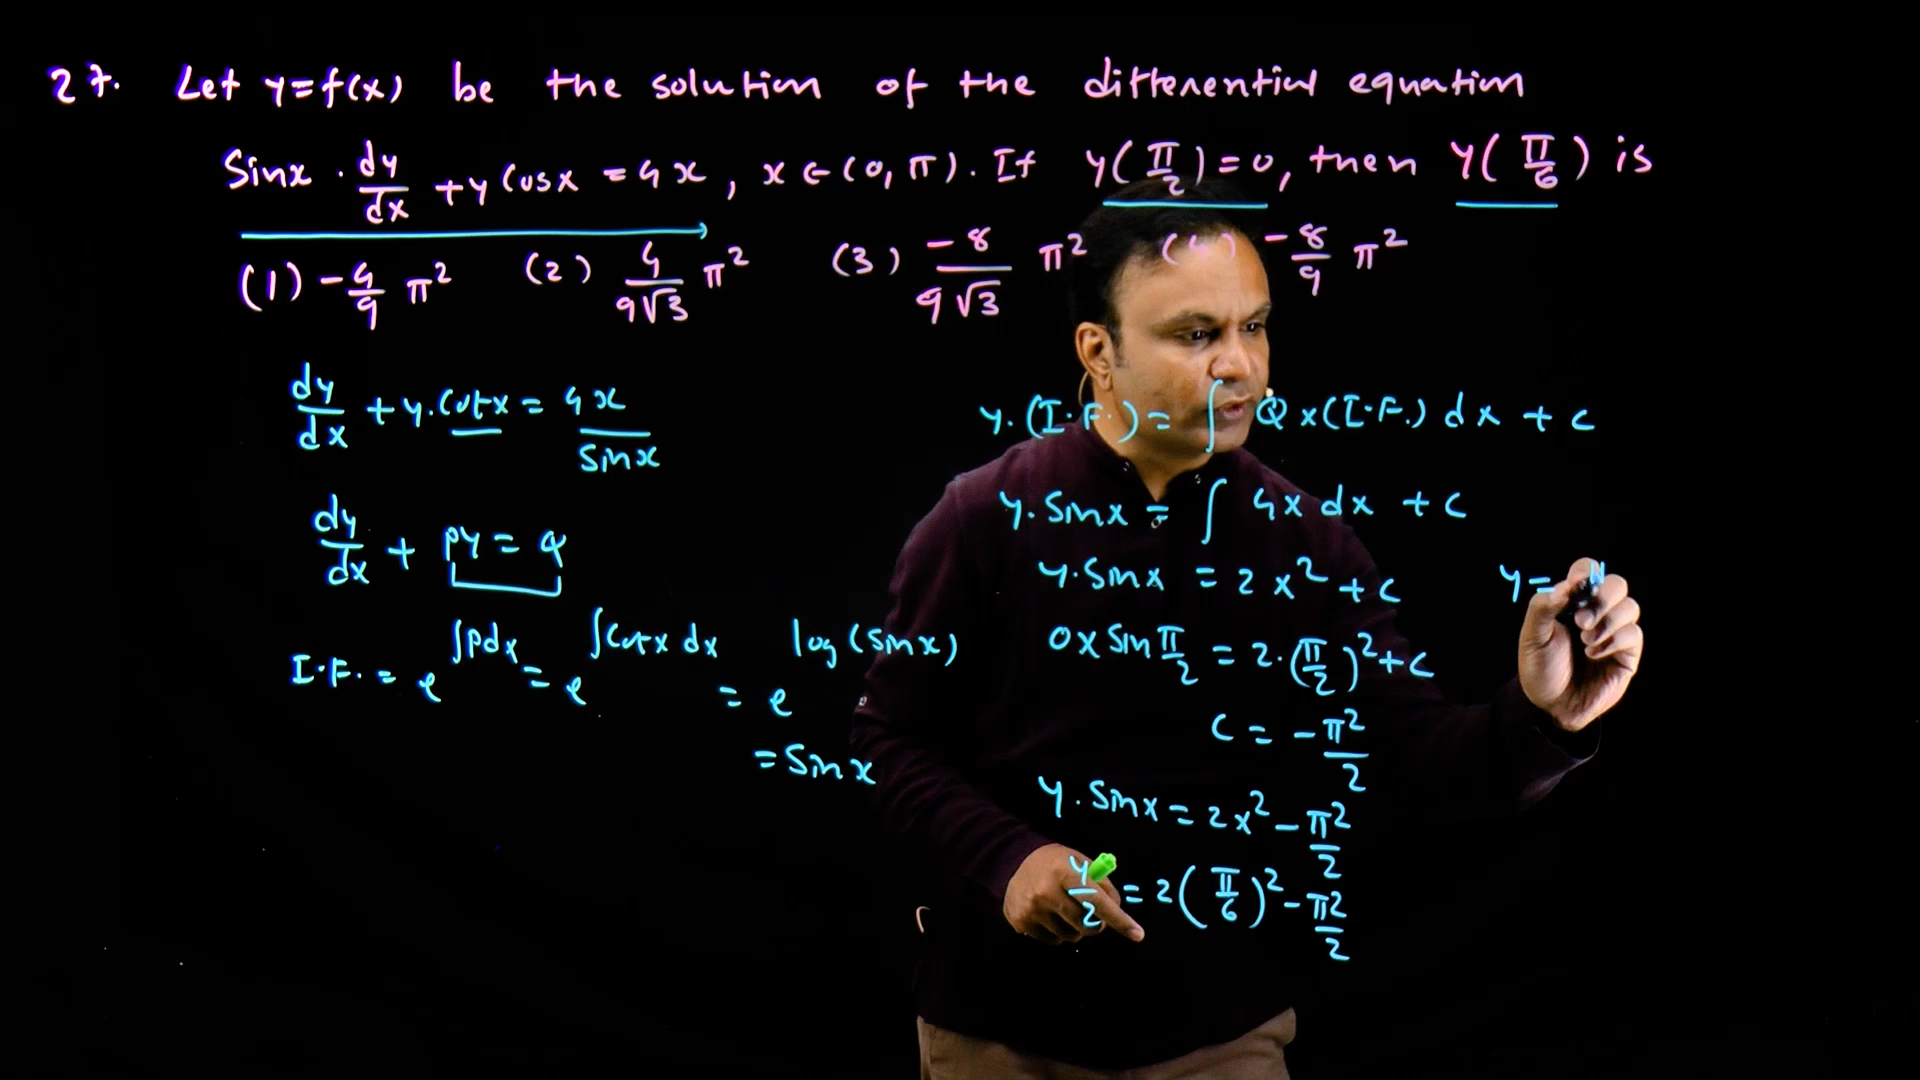 27. Let y=f(x) be the solution of the differential equation
Sinx · dy/dx + y Cosx = 4x, x ∈ (0, π). If y(π/2)=0, then y(π/6) is
(1) -4/9 π² (2) 4/9√3 π² (3) -8/9√3 π² (4) -8/9 π²
dy/dx + y.Cotx = 4x/Sinx
dy/dx + Py = Q
I.F. = e^∫Pdx = e^∫Cotx dx = e^log(Sinx)
= Sinx
y.(I.F.) = ∫ Q x (I.F.) dx + c
y. Sinx = ∫ 4x dx + c
y. Sinx = 2x² + c
0 x Sin π/2 = 2.(π/2)² + c
c = -π²/2
y. Sinx = 2x² - π²/2
y/2 = 2(π/6)² - π²/2
y =